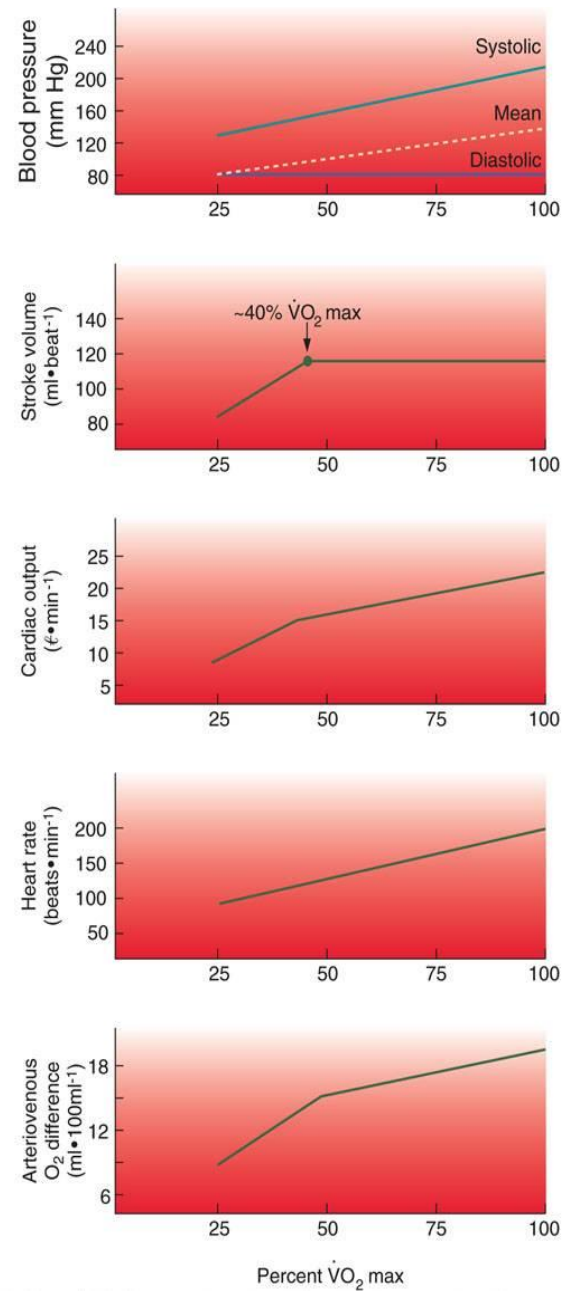 Blood pressure
(mm Hg)
240
200
160
120
80
Systolic
Mean
Diastolic
25 50 75 100
Stroke volume
(ml•beat⁻¹)
140
120
100
80
~40% V̇O₂ max
25 50 75 100
Cardiac output
(ℓ•min⁻¹)
25
20
15
10
5
25 50 75 100
Heart rate
(beats•min⁻¹)
200
150
100
50
25 50 75 100
Arteriovenous
O₂ difference
(ml•100ml⁻¹)
18
12
6
25 50 75 100
Percent V̇O₂ max